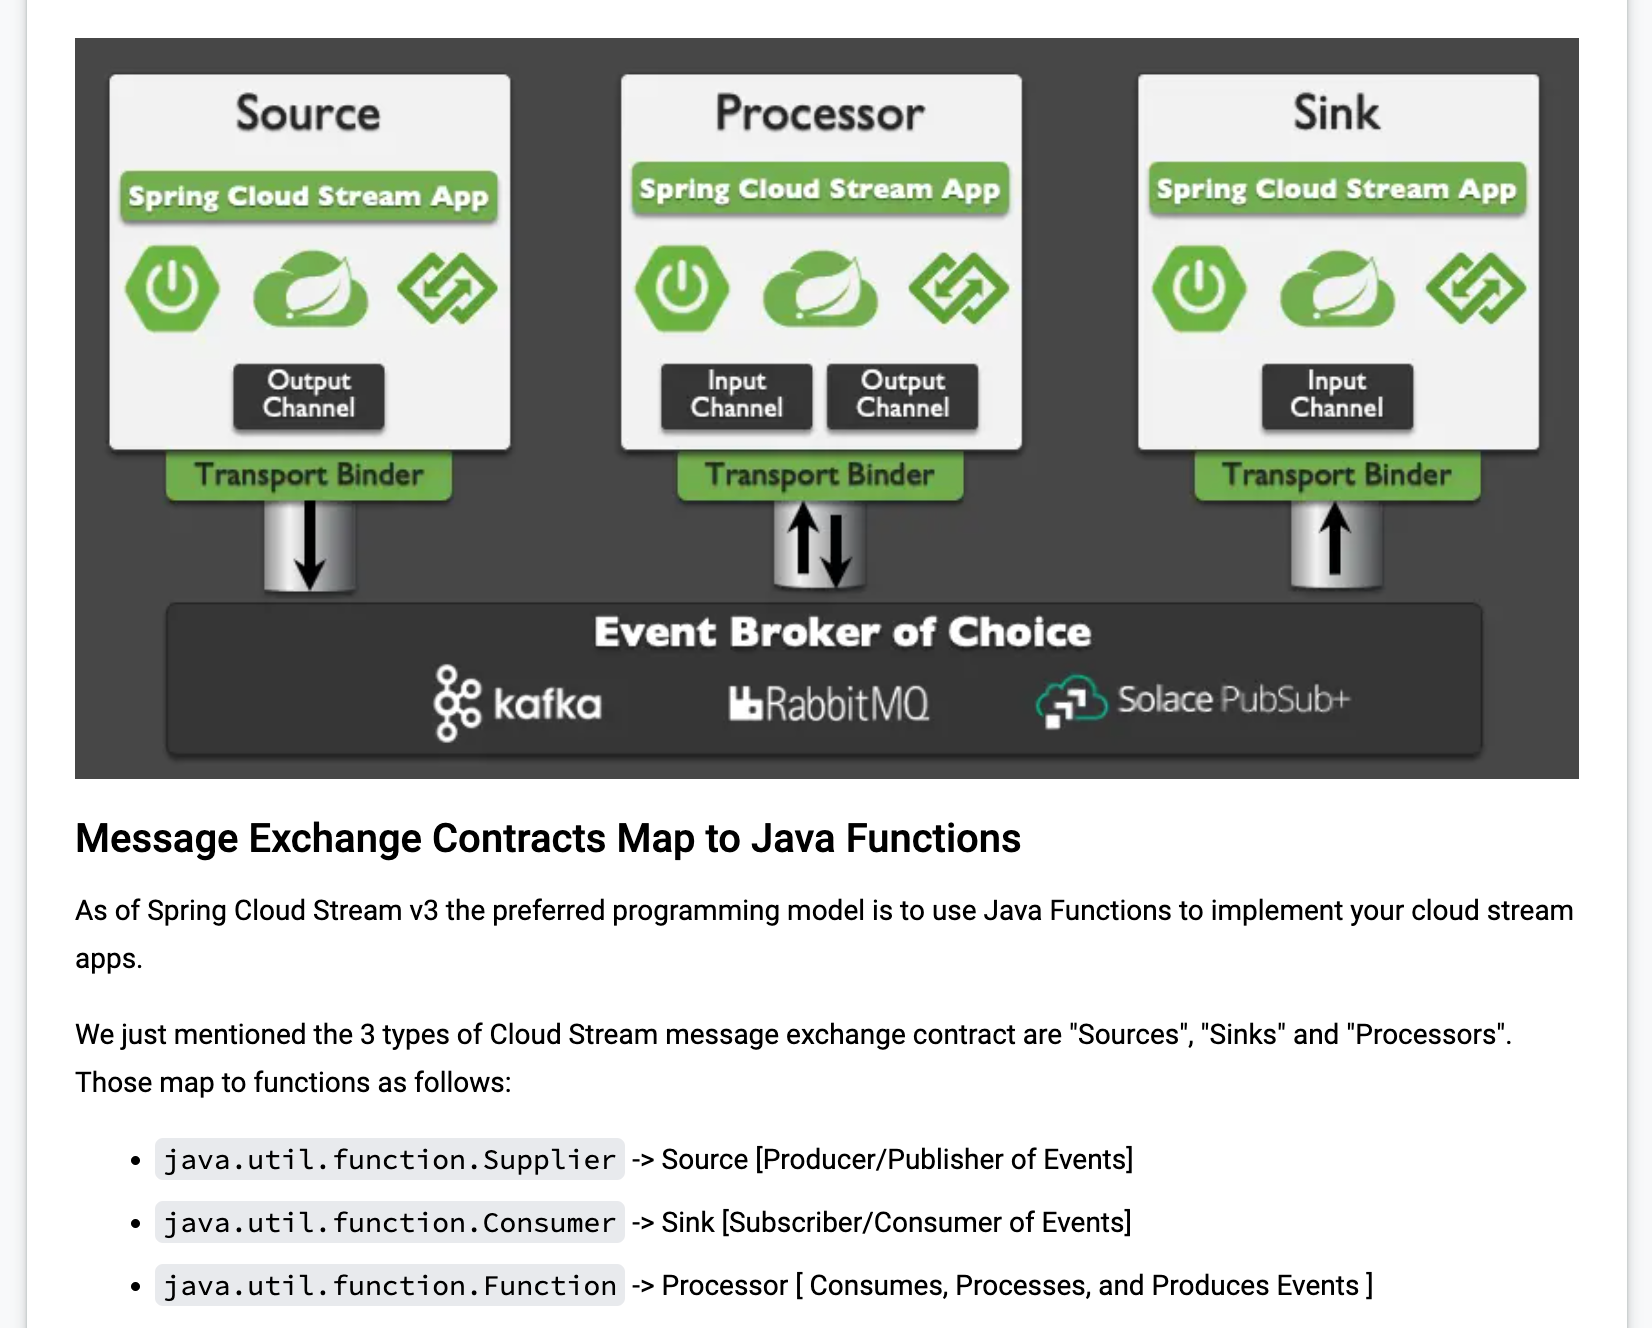 Source
Processor
Sink
Spring Cloud Stream App
Spring Cloud Stream App
Spring Cloud Stream App
Output
Channel
Input
Channel
Output
Channel
Input
Channel
Transport Binder
Transport Binder
Transport Binder
Event Broker of Choice
kafka
RabbitMQ
Solace PubSub+
Message Exchange Contracts Map to Java Functions
As of Spring Cloud Stream v3 the preferred programming model is to use Java Functions to implement your cloud stream
apps.
We just mentioned the 3 types of Cloud Stream message exchange contract are "Sources", "Sinks" and "Processors".
Those map to functions as follows:
• java.util.function.Supplier -> Source [Producer/Publisher of Events]
• java.util.function.Consumer -> Sink [Subscriber/Consumer of Events]
• java.util.function.Function -> Processor [ Consumes, Processes, and Produces Events ]